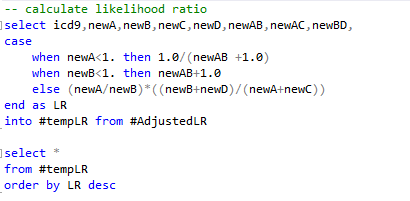 -- calculate likelihood ratio
select icd9,newA,newB,newC,newD,newAB,newAC,newBD,
case
when newA<1. then 1.0/(newAB +1.0)
when newB<1. then newAB+1.0
else (newA/newB)*((newB+newD)/(newA+newC))
end as LR
into #tempLR from #AdjustedLR
select *
from #tempLR
order by LR desc